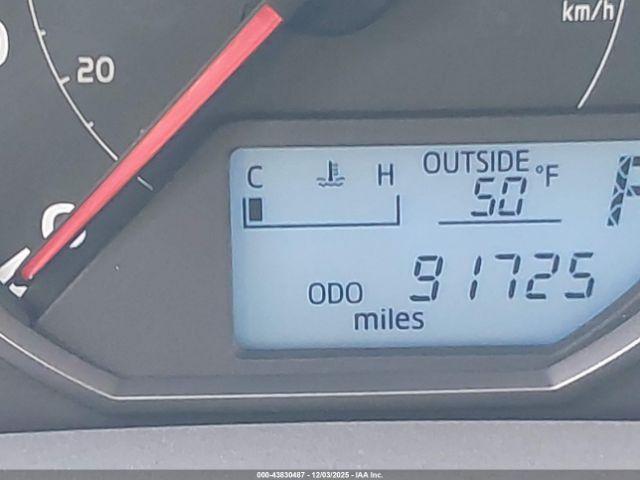 km/h
20
OUTSIDE
C H 50 °F
P
ODO 91725
miles
000-43830487 - 12/03/2025 - IAA Inc.